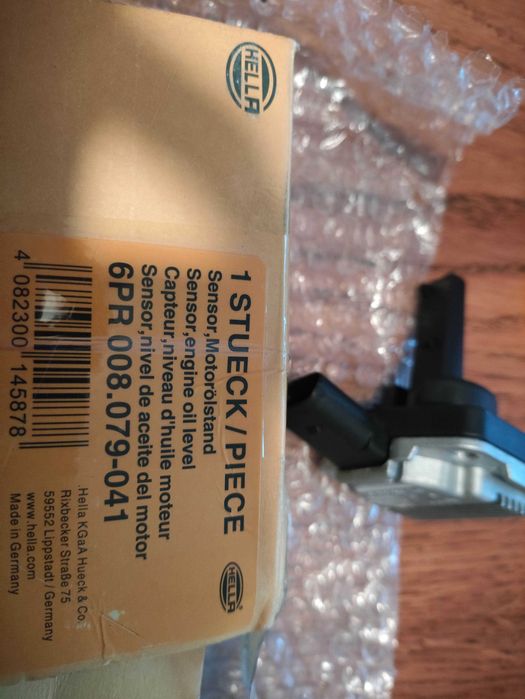 HELLA
1 STUECK / PIECE
Sensor,Motorölstand
Sensor,engine oil level
Capteur,niveau d'huile moteur
Sensor,nivel de aceite del motor
6PR 008.079-041
HELLA
4 082300 145878
Hella KGaA Hueck & Co.
Rixbecker Straße 75
59552 Lippstadt / Germany
www.hella.com
Made in Germany